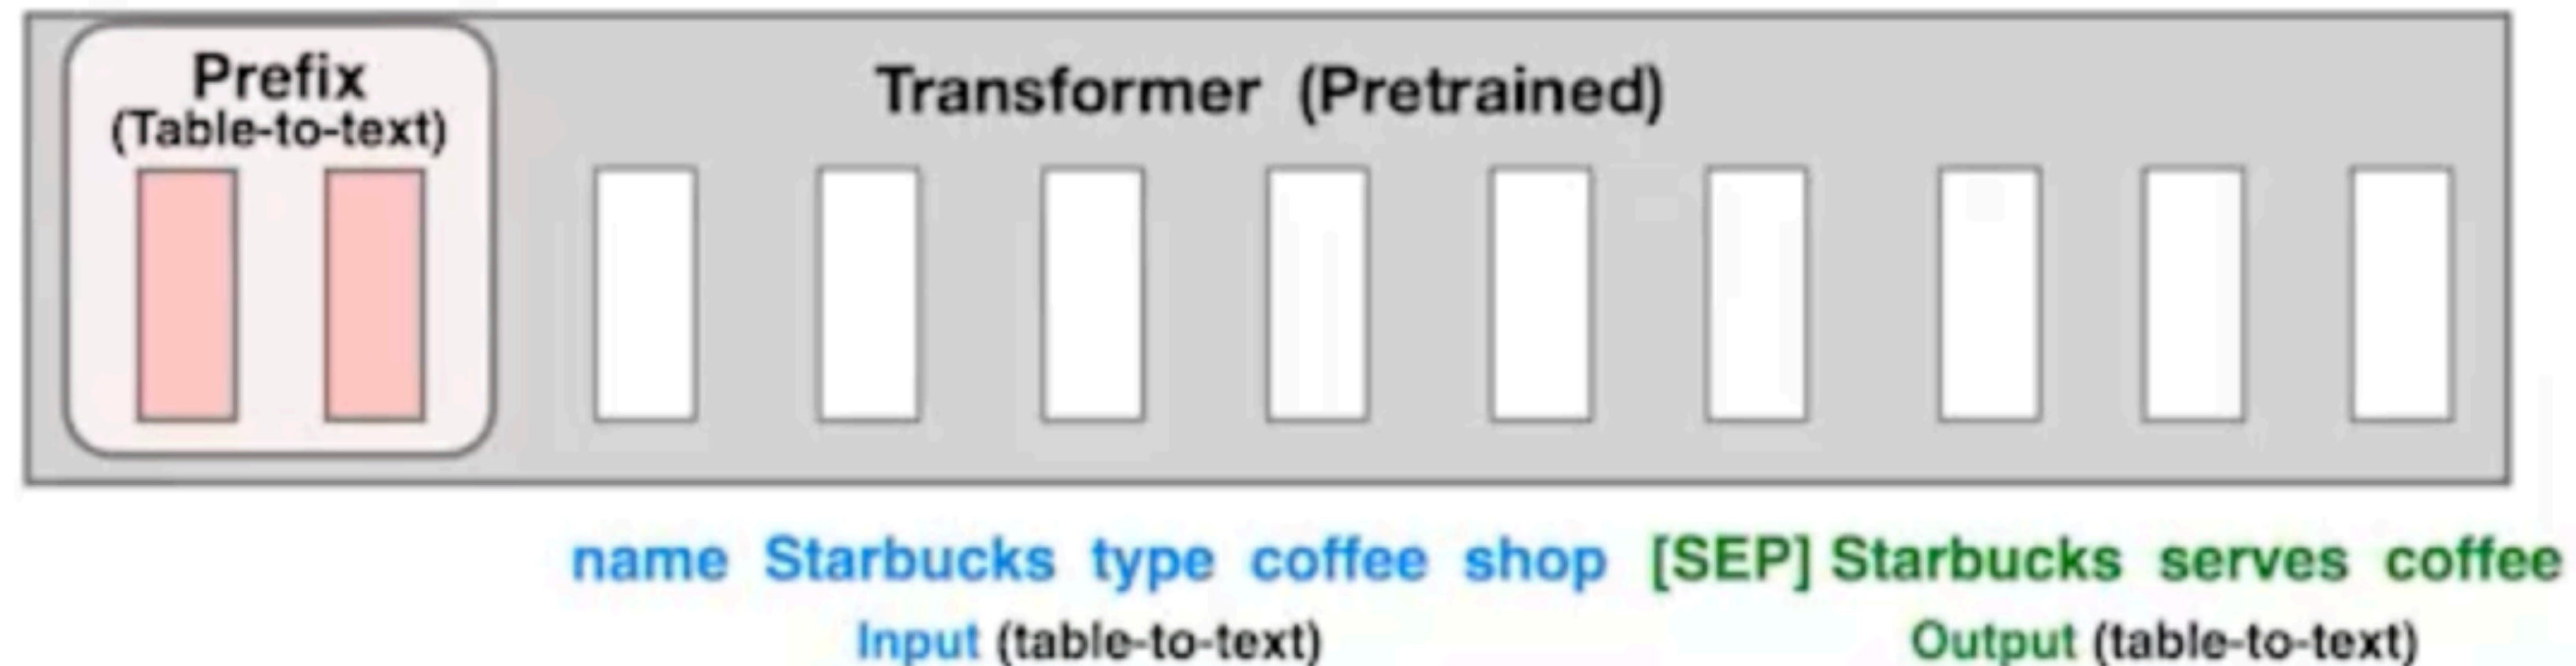 Prefix
(Table-to-text)
Transformer (Pretrained)
name Starbucks type coffee shop [SEP] Starbucks serves coffee
Input (table-to-text) Output (table-to-text)